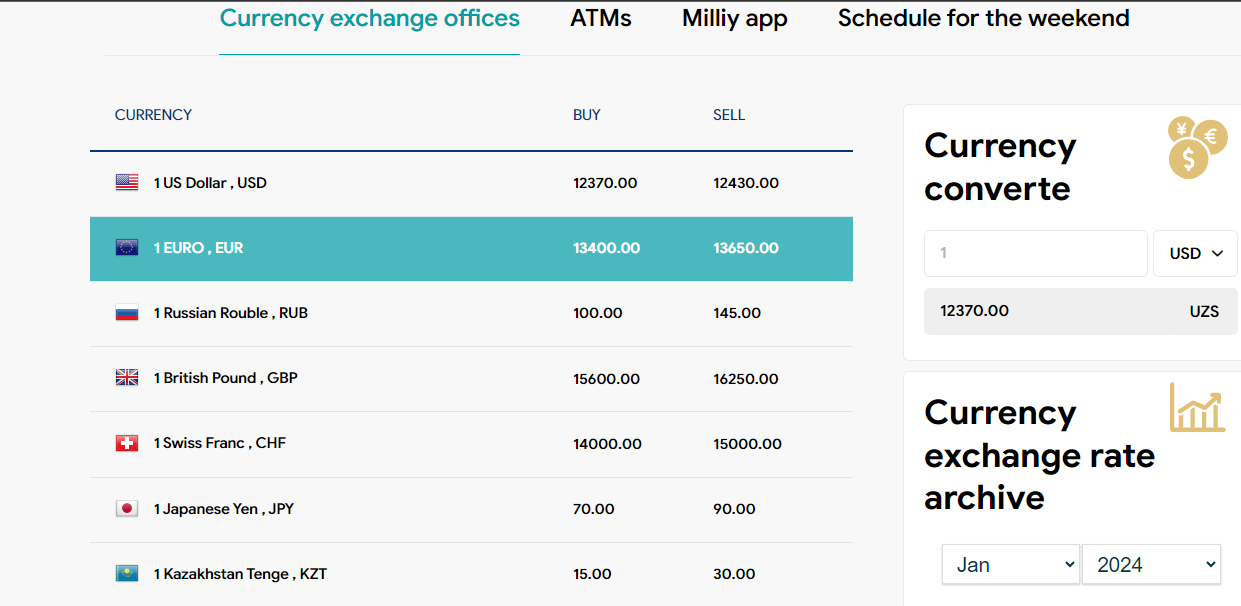 Currency exchange offices ATMs Milliy app Schedule for the weekend
CURRENCY BUY SELL
1 US Dollar , USD 12370.00 12430.00
1 EURO , EUR 13400.00 13650.00
1 Russian Rouble , RUB 100.00 145.00
1 British Pound , GBP 15600.00 16250.00
1 Swiss Franc , CHF 14000.00 15000.00
1 Japanese Yen , JPY 70.00 90.00
1 Kazakhstan Tenge , KZT 15.00 30.00
Currency
converte
¥ € $
1 USD
12370.00 UZS
Currency
exchange rate
archive
Jan 2024